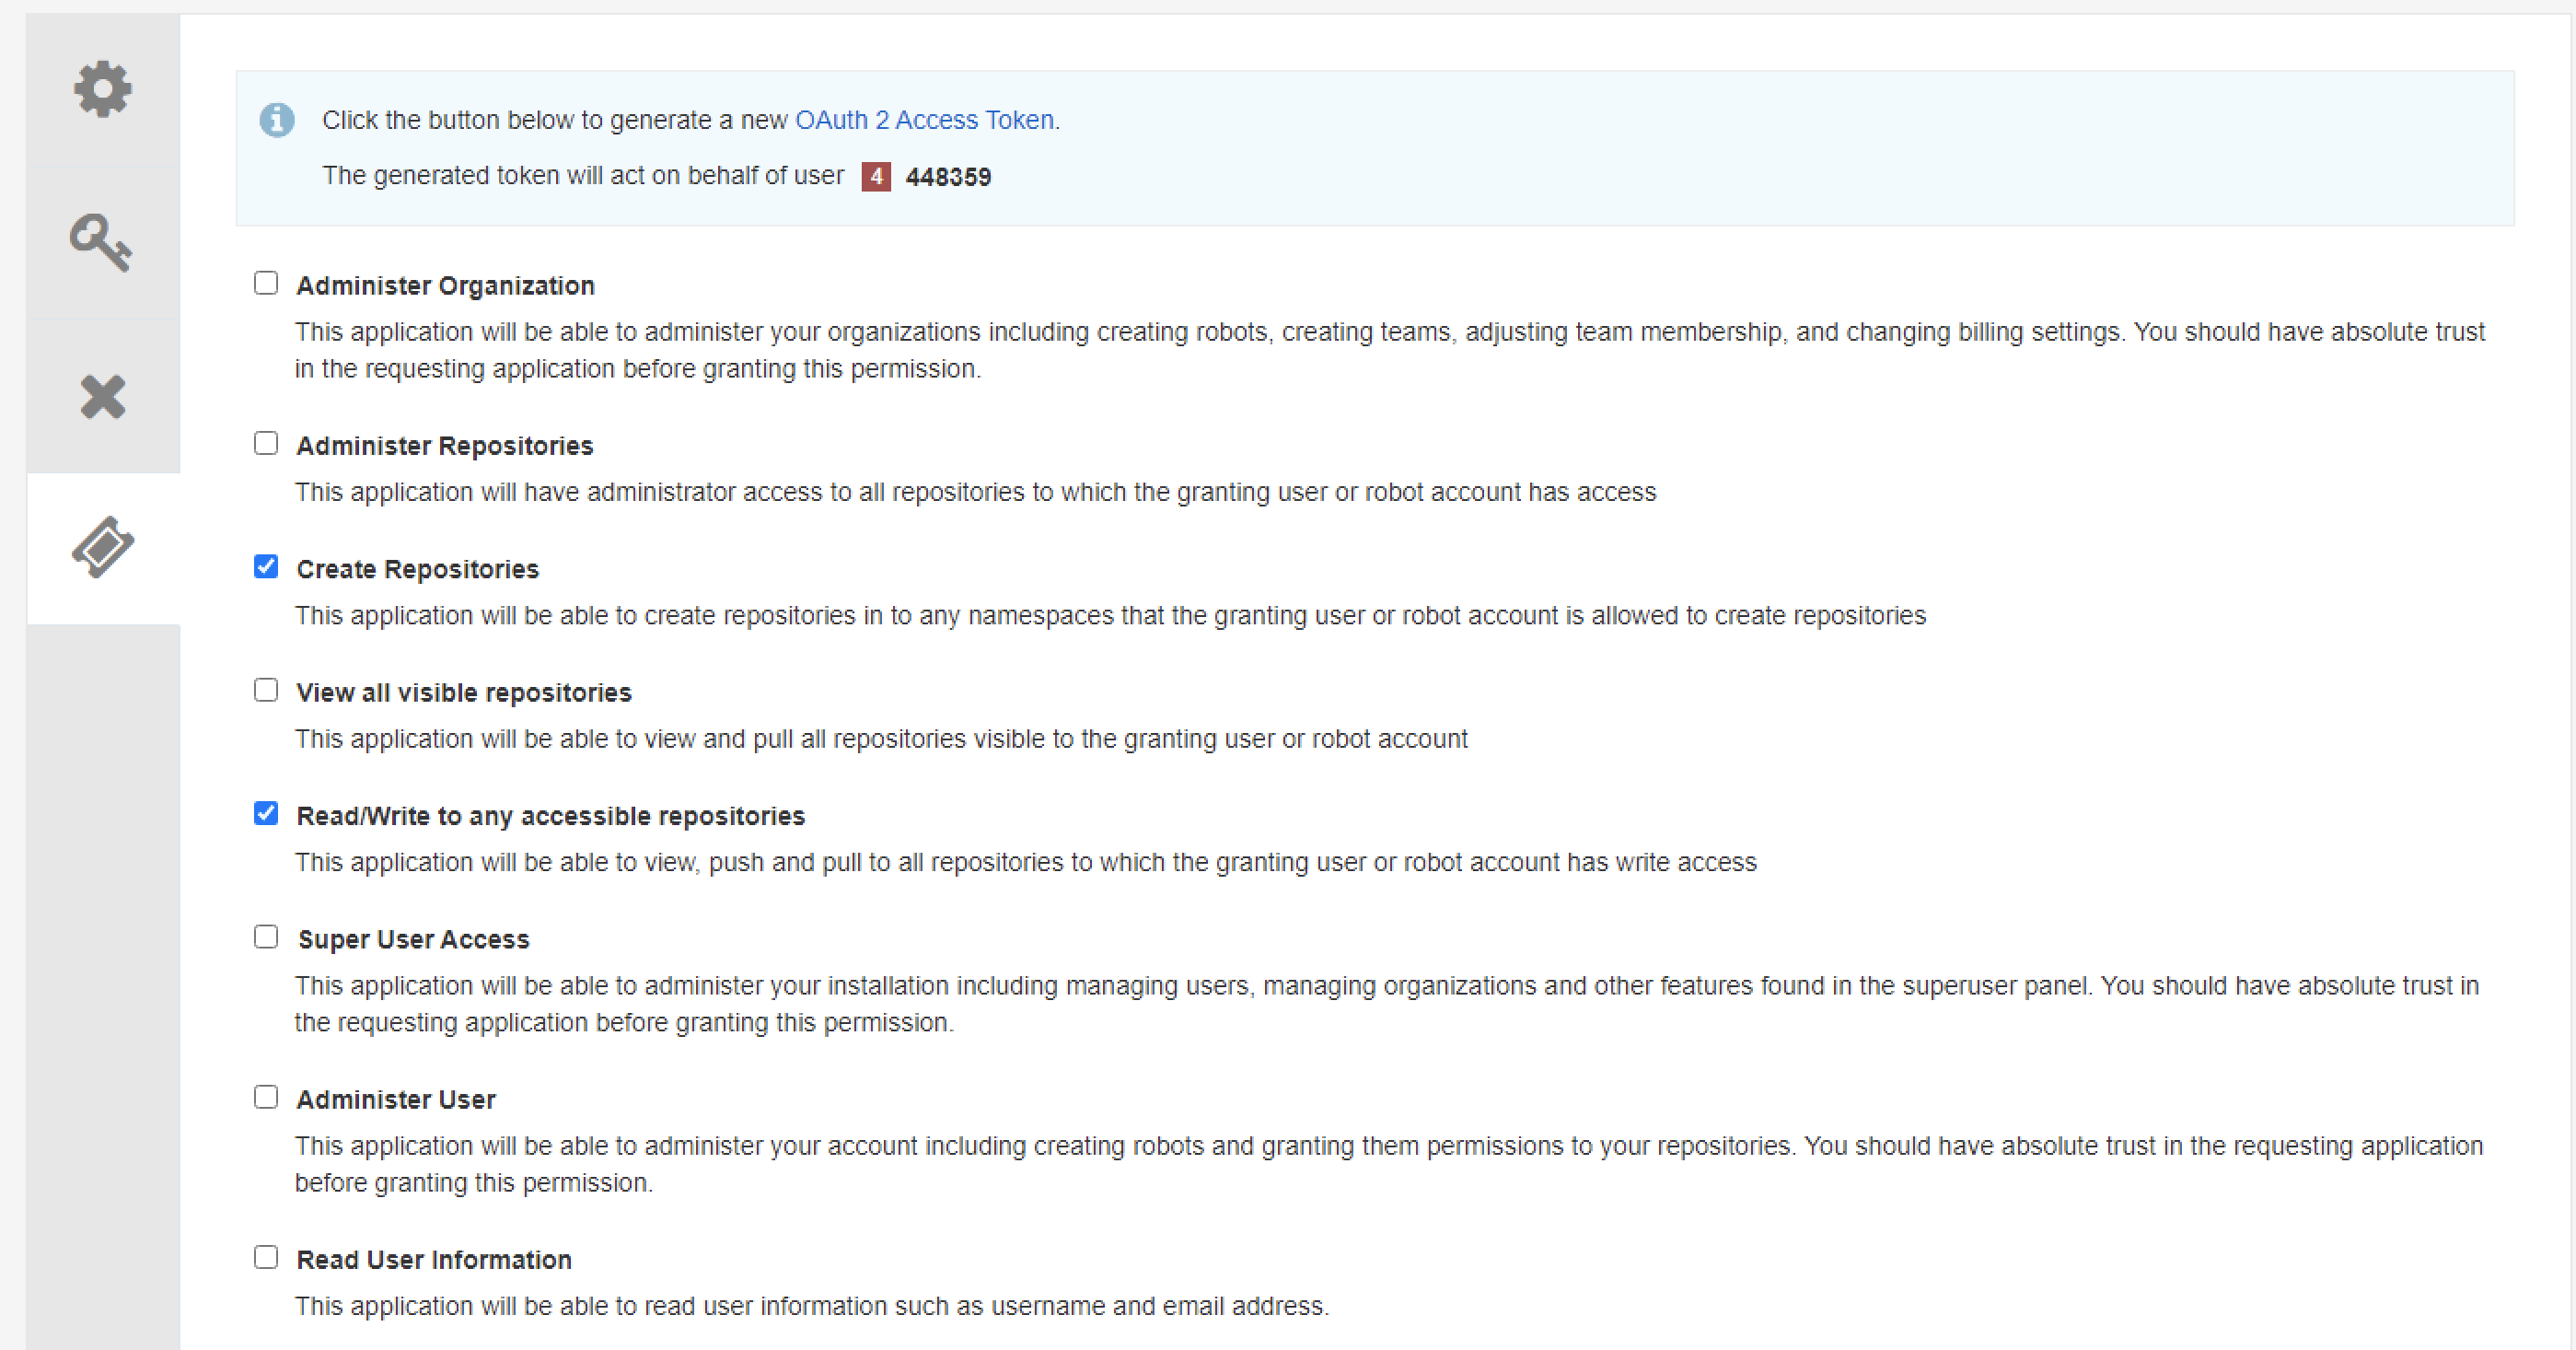 Click the button below to generate a new OAuth 2 Access Token.
The generated token will act on behalf of user 4 448359
Administer Organization
This application will be able to administer your organizations including creating robots, creating teams, adjusting team membership, and changing billing settings. You should have absolute trust
in the requesting application before granting this permission.
Administer Repositories
This application will have administrator access to all repositories to which the granting user or robot account has access
Create Repositories
This application will be able to create repositories in to any namespaces that the granting user or robot account is allowed to create repositories
View all visible repositories
This application will be able to view and pull all repositories visible to the granting user or robot account
Read/Write to any accessible repositories
This application will be able to view, push and pull to all repositories to which the granting user or robot account has write access
Super User Access
This application will be able to administer your installation including managing users, managing organizations and other features found in the superuser panel. You should have absolute trust in
the requesting application before granting this permission.
Administer User
This application will be able to administer your account including creating robots and granting them permissions to your repositories. You should have absolute trust in the requesting application
before granting this permission.
Read User Information
This application will be able to read user information such as username and email address.